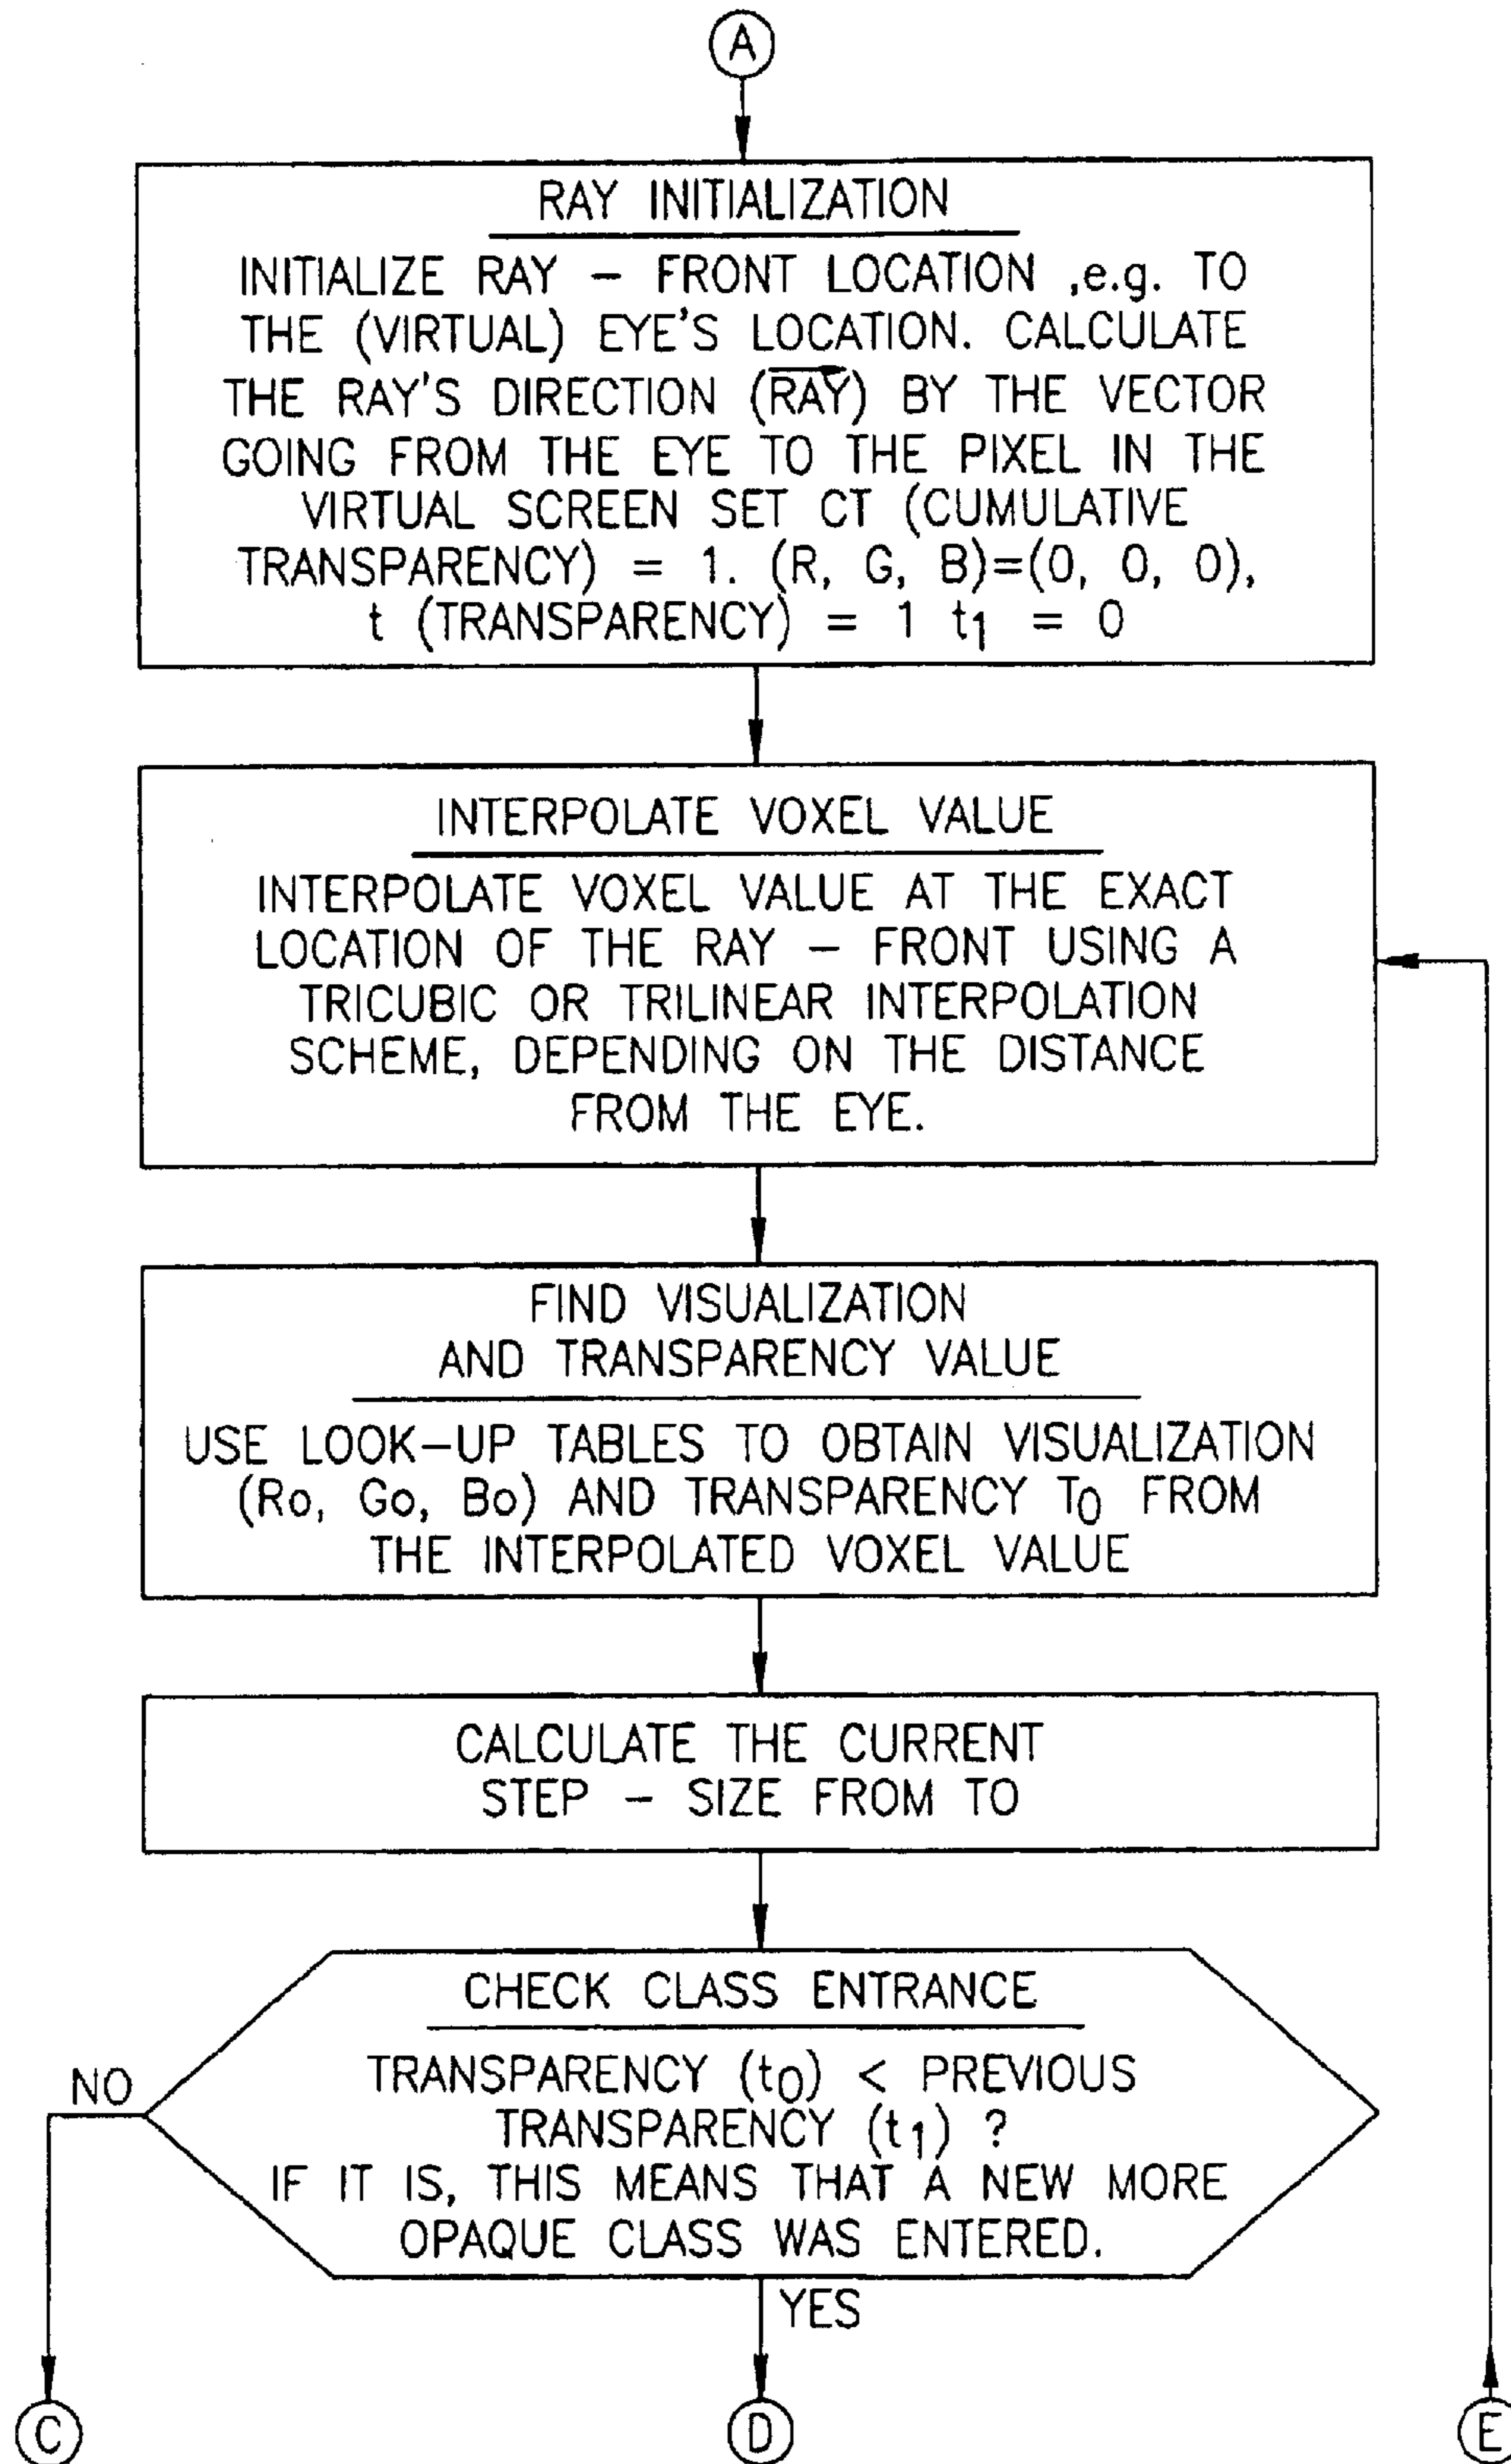 A
RAY INITIALIZATION
INITIALIZE RAY – FRONT LOCATION ,e.g. TO
THE (VIRTUAL) EYE'S LOCATION. CALCULATE
THE RAY'S DIRECTION (RAY) BY THE VECTOR
GOING FROM THE EYE TO THE PIXEL IN THE
VIRTUAL SCREEN SET CT (CUMULATIVE
TRANSPARENCY) = 1. (R, G, B)=(0, 0, 0),
t (TRANSPARENCY) = 1 t1 = 0
INTERPOLATE VOXEL VALUE
INTERPOLATE VOXEL VALUE AT THE EXACT
LOCATION OF THE RAY – FRONT USING A
TRICUBIC OR TRILINEAR INTERPOLATION
SCHEME, DEPENDING ON THE DISTANCE
FROM THE EYE.
FIND VISUALIZATION
AND TRANSPARENCY VALUE
USE LOOK–UP TABLES TO OBTAIN VISUALIZATION
(Ro, Go, Bo) AND TRANSPARENCY T0 FROM
THE INTERPOLATED VOXEL VALUE
CALCULATE THE CURRENT
STEP – SIZE FROM TO
CHECK CLASS ENTRANCE
TRANSPARENCY (t0) < PREVIOUS
TRANSPARENCY (t1) ?
IF IT IS, THIS MEANS THAT A NEW MORE
OPAQUE CLASS WAS ENTERED.
NO
YES
C
D
E